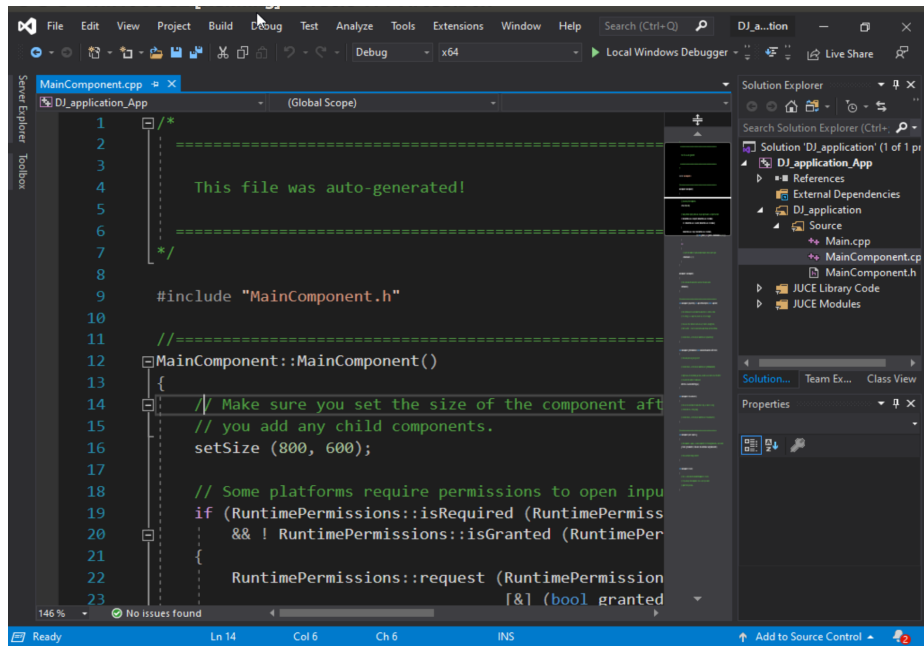 File Edit View Project Build Debug Test Analyze Tools Extensions Window Help Search (Ctrl+Q) DJ_a...tion
Debug x64 Local Windows Debugger Live Share
Server Explorer
Toolbox
MainComponent.cpp
DJ_application_App (Global Scope)
1 /*
2 ====================================================
3
4 This file was auto-generated!
5
6 ====================================================
7 */
8
9 #include "MainComponent.h"
10
11 //====================================================
12 MainComponent::MainComponent()
13 {
14 // Make sure you set the size of the component aft
15 // you add any child components.
16 setSize (800, 600);
17
18 // Some platforms require permissions to open inpu
19 if (RuntimePermissions::isRequired (RuntimePermiss
20 && ! RuntimePermissions::isGranted (RuntimePer
21 {
22 RuntimePermissions::request (RuntimePermission
23 [&] (bool granted
146 % No issues found
Solution Explorer
Search Solution Explorer (Ctrl+;
Solution 'DJ_application' (1 of 1 pr
DJ_application_App
References
External Dependencies
DJ_application
Source
Main.cpp
MainComponent.cp
MainComponent.h
JUCE Library Code
JUCE Modules
Solution... Team Ex... Class View
Properties
Ready Ln 14 Col 6 Ch 6 INS Add to Source Control 2